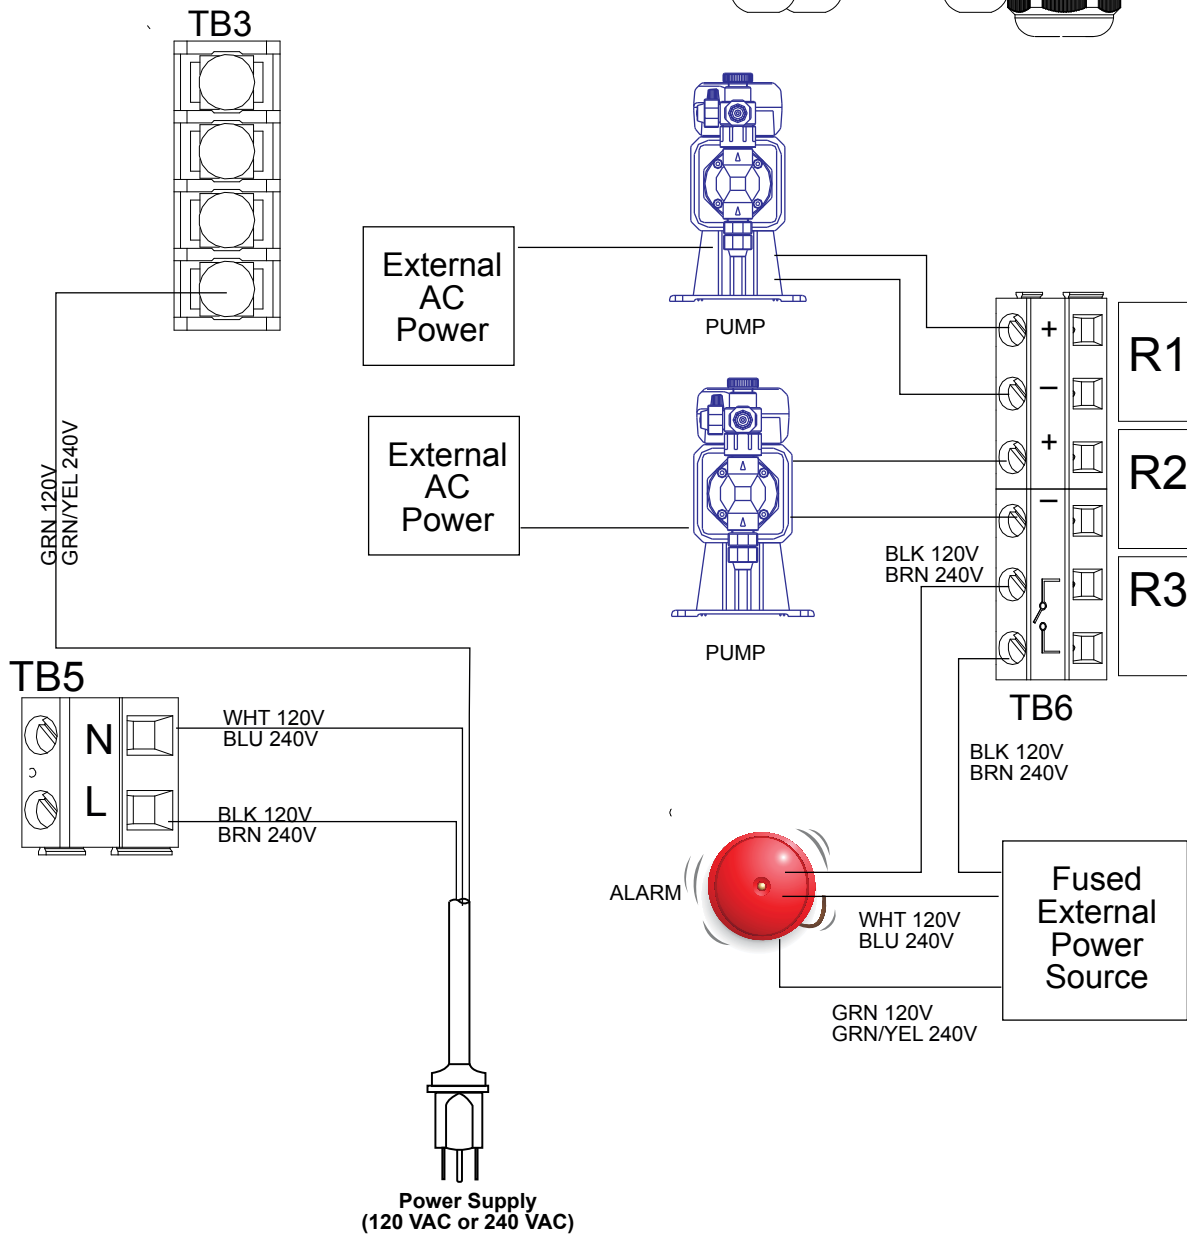 TB3
External
AC
Power
PUMP
+
−
+
−
R1
R2
R3
External
AC
Power
GRN 120V
GRN/YEL 240V
BLK 120V
BRN 240V
PUMP
TB5
TB6
N
L
WHT 120V
BLU 240V
BLK 120V
BRN 240V
BLK 120V
BRN 240V
ALARM
WHT 120V
BLU 240V
Fused
External
Power
Source
GRN 120V
GRN/YEL 240V
Power Supply
(120 VAC or 240 VAC)